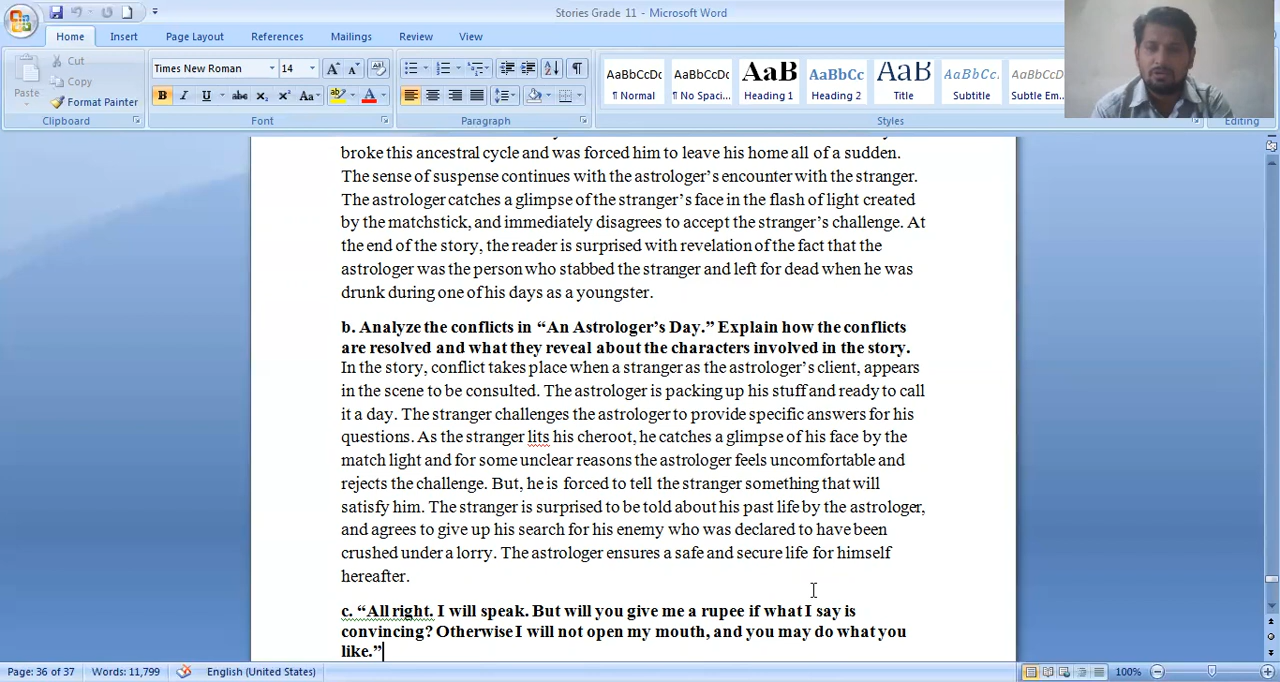 Stories Grade 11 - Microsoft Word
Home Insert Page Layout References Mailings Review View
Cut
Copy
Paste
Format Painter
Times New Roman 14
AaBbCcDc AaBbCcDc AaB AaBbCc AaB AaBbCc. AaBbCcDc
¶ Normal ¶ No Spaci... Heading 1 Heading 2 Title Subtitle Subtle Em...
Clipboard Font Paragraph Styles Editing
broke this ancestral cycle and was forced him to leave his home all of a sudden.
The sense of suspense continues with the astrologer's encounter with the stranger.
The astrologer catches a glimpse of the stranger's face in the flash of light created
by the matchstick, and immediately disagrees to accept the stranger's challenge. At
the end of the story, the reader is surprised with revelation of the fact that the
astrologer was the person who stabbed the stranger and left for dead when he was
drunk during one of his days as a youngster.
b. Analyze the conflicts in “An Astrologer's Day.” Explain how the conflicts
are resolved and what they reveal about the characters involved in the story.
In the story, conflict takes place when a stranger as the astrologer's client, appears
in the scene to be consulted. The astrologer is packing up his stuff and ready to call
it a day. The stranger challenges the astrologer to provide specific answers for his
questions. As the stranger lits his cheroot, he catches a glimpse of his face by the
match light and for some unclear reasons the astrologer feels uncomfortable and
rejects the challenge. But, he is forced to tell the stranger something that will
satisfy him. The stranger is surprised to be told about his past life by the astrologer,
and agrees to give up his search for his enemy who was declared to have been
crushed under a lorry. The astrologer ensures a safe and secure life for himself
hereafter.
c. “All right. I will speak. But will you give me a rupee if what I say is
convincing? Otherwise I will not open my mouth, and you may do what you
like.”
Page: 36 of 37 Words: 11,799 English (United States) 100%